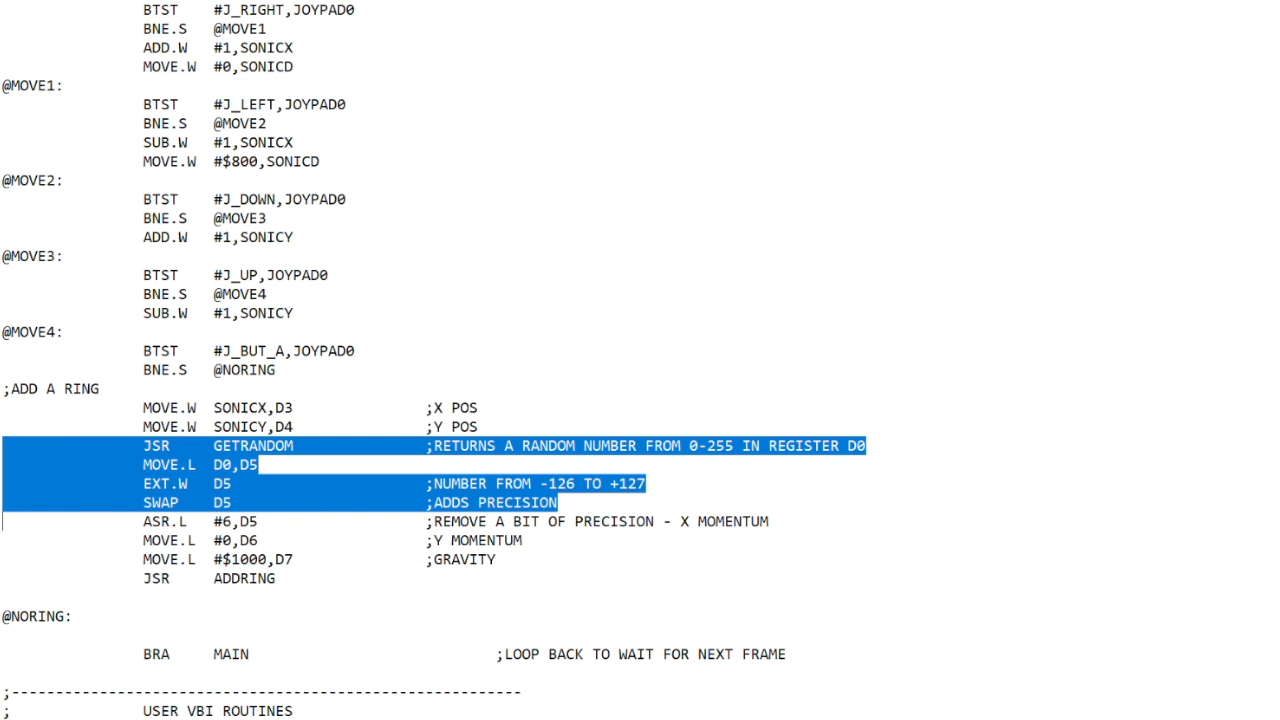 BTST #J_RIGHT,JOYPAD0
BNE.S @MOVE1
ADD.W #1,SONICX
MOVE.W #0,SONICD
@MOVE1:
BTST #J_LEFT,JOYPAD0
BNE.S @MOVE2
SUB.W #1,SONICX
MOVE.W #$800,SONICD
@MOVE2:
BTST #J_DOWN,JOYPAD0
BNE.S @MOVE3
ADD.W #1,SONICY
@MOVE3:
BTST #J_UP,JOYPAD0
BNE.S @MOVE4
SUB.W #1,SONICY
@MOVE4:
BTST #J_BUT_A,JOYPAD0
BNE.S @NORING
;ADD A RING
MOVE.W SONICX,D3 ;X POS
MOVE.W SONICY,D4 ;Y POS
JSR GETRANDOM ;RETURNS A RANDOM NUMBER FROM 0-255 IN REGISTER D0
MOVE.L D0,D5
EXT.W D5 ;NUMBER FROM -126 TO +127
SWAP D5 ;ADDS PRECISION
ASR.L #6,D5 ;REMOVE A BIT OF PRECISION - X MOMENTUM
MOVE.L #0,D6 ;Y MOMENTUM
MOVE.L #$1000,D7 ;GRAVITY
JSR ADDRING
@NORING:
BRA MAIN ;LOOP BACK TO WAIT FOR NEXT FRAME
;----------------------------------------------------------
; USER VBI ROUTINES